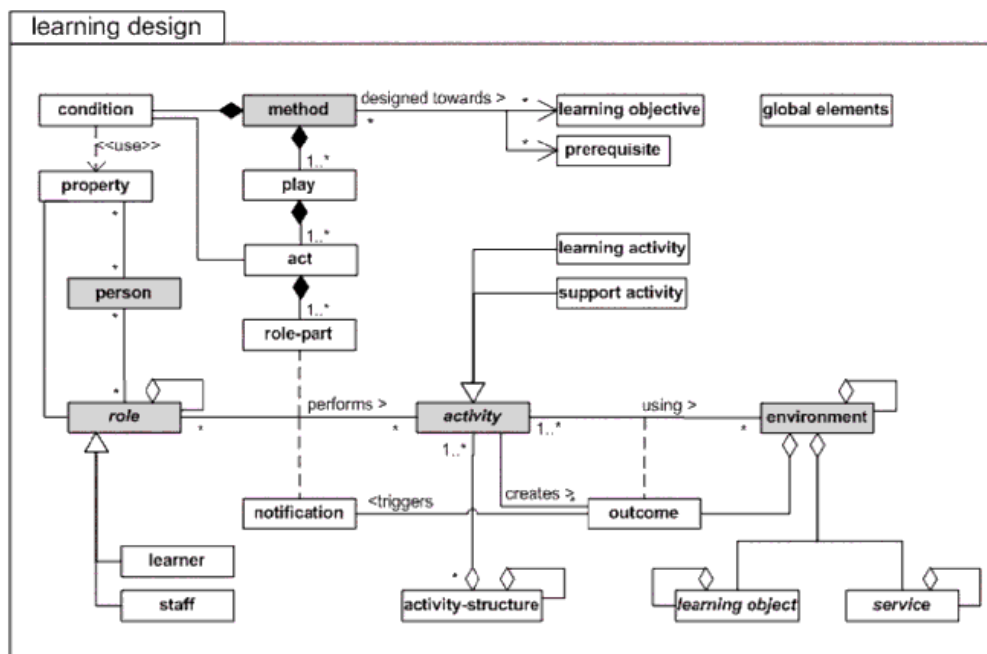 learning design
condition
method
designed towards >
*
*
learning objective
global elements
<<use>>
*
prerequisite
1..*
property
play
*
1..*
act
learning activity
*
person
support activity
*
1..*
role-part
*
role
*
performs >
*
activity
1..*
using >
*
environment
1..*
notification
<triggers
creates >
*
outcome
learner
*
staff
activity-structure
learning object
service